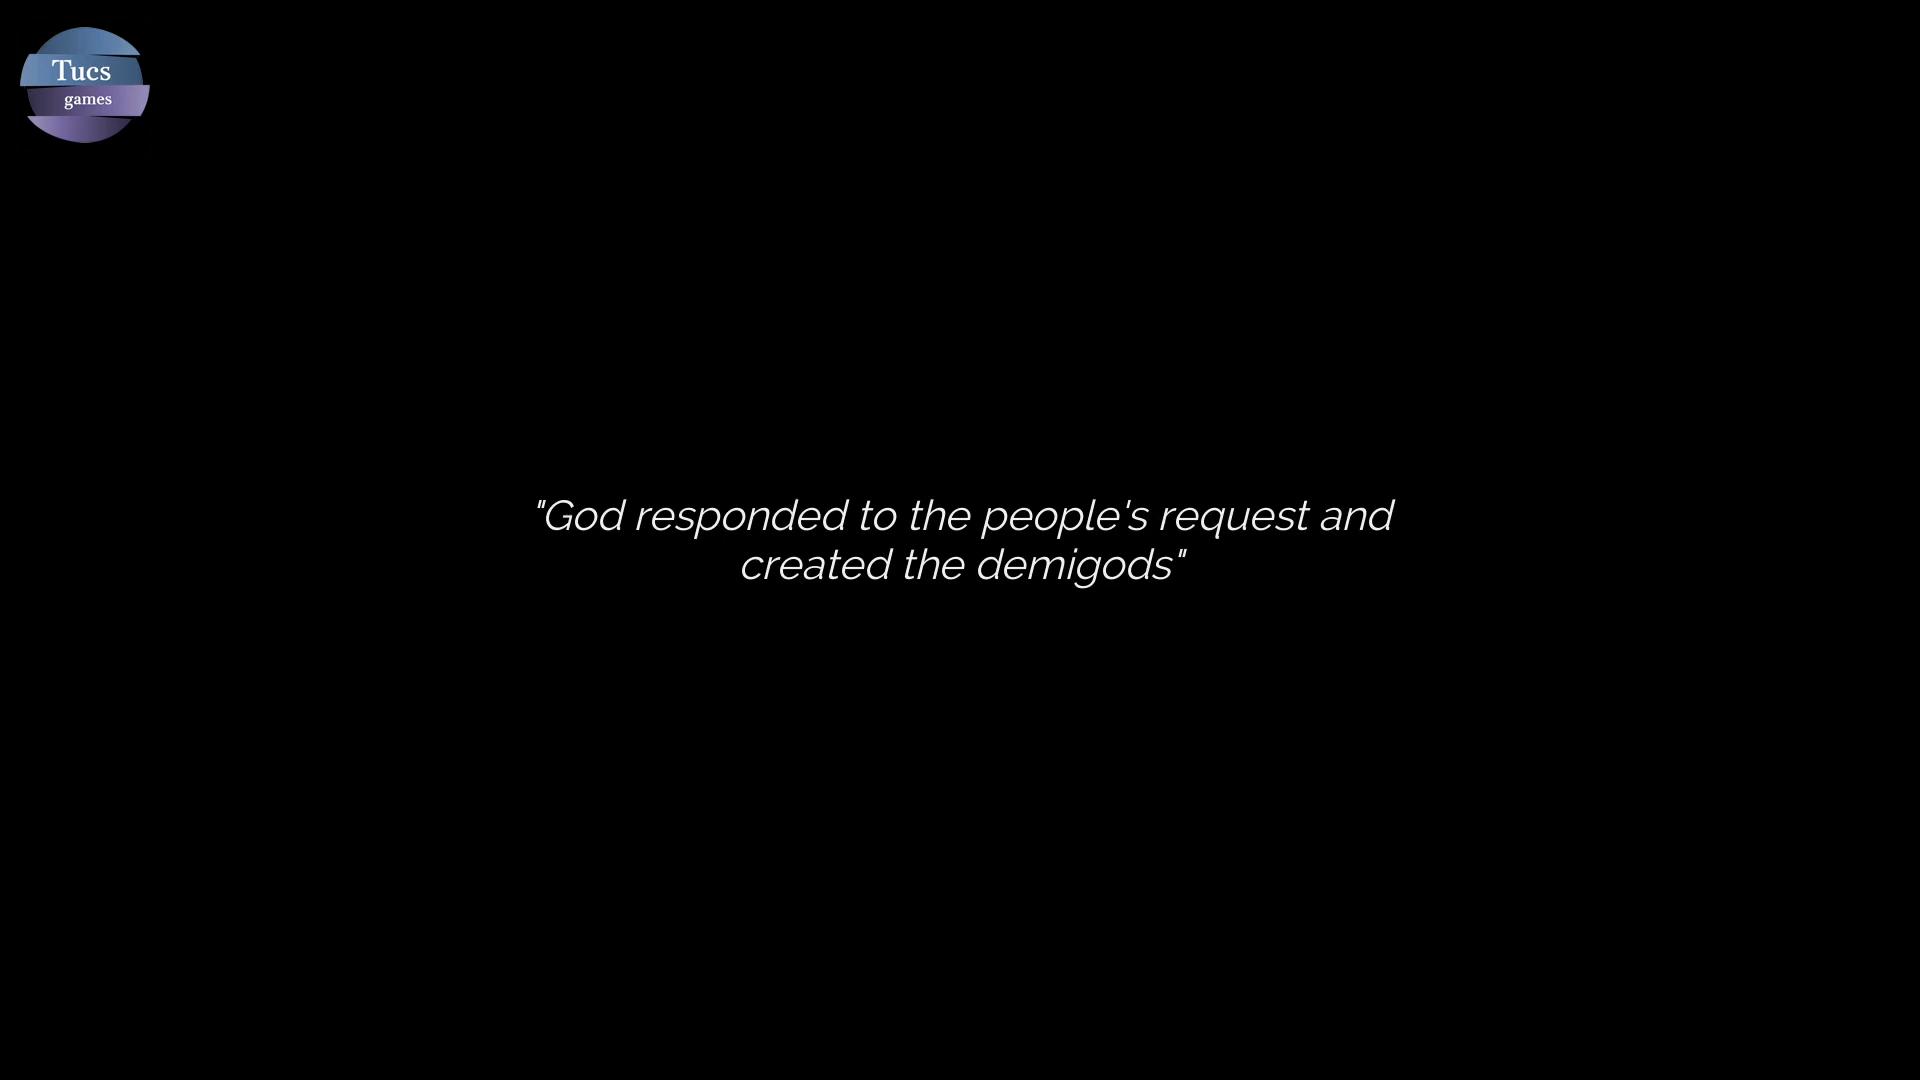 Tucs
games
"God responded to the people's request and
created the demigods"